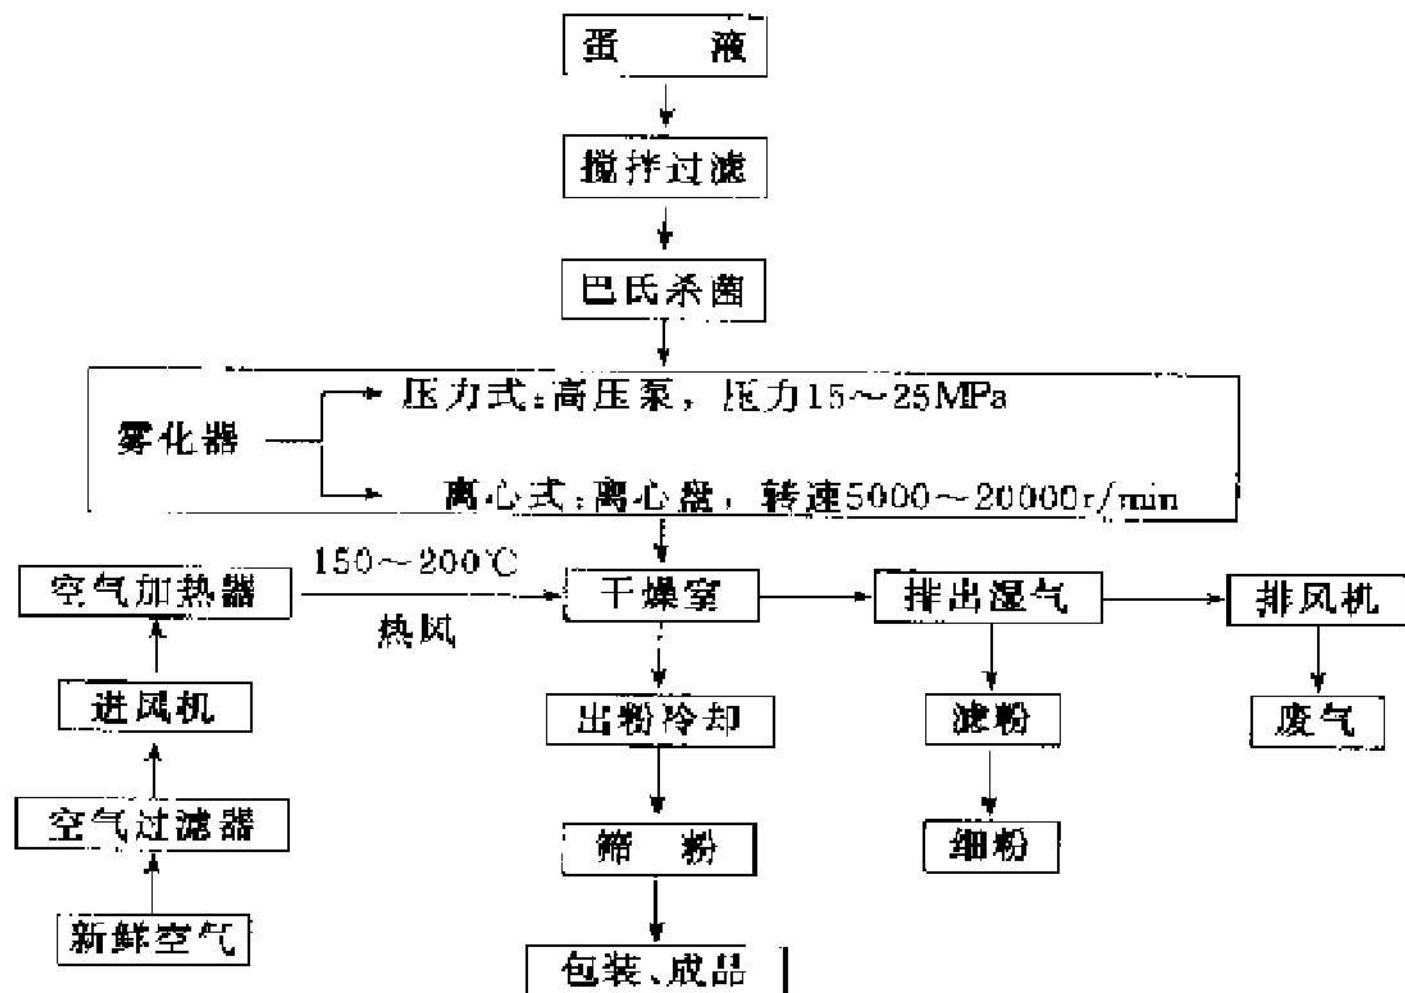 蛋 液
搅拌过滤
巴氏杀菌
压力式:高压泵，压力15～25MPa
雾化器
离心式:离心盘，转速5000～20000r/min
150～200℃
空气加热器
干燥室
排出湿气
排风机
热风
进风机
出粉冷却
滤粉
废气
空气过滤器
筛 粉
细粉
新鲜空气
包装、成品